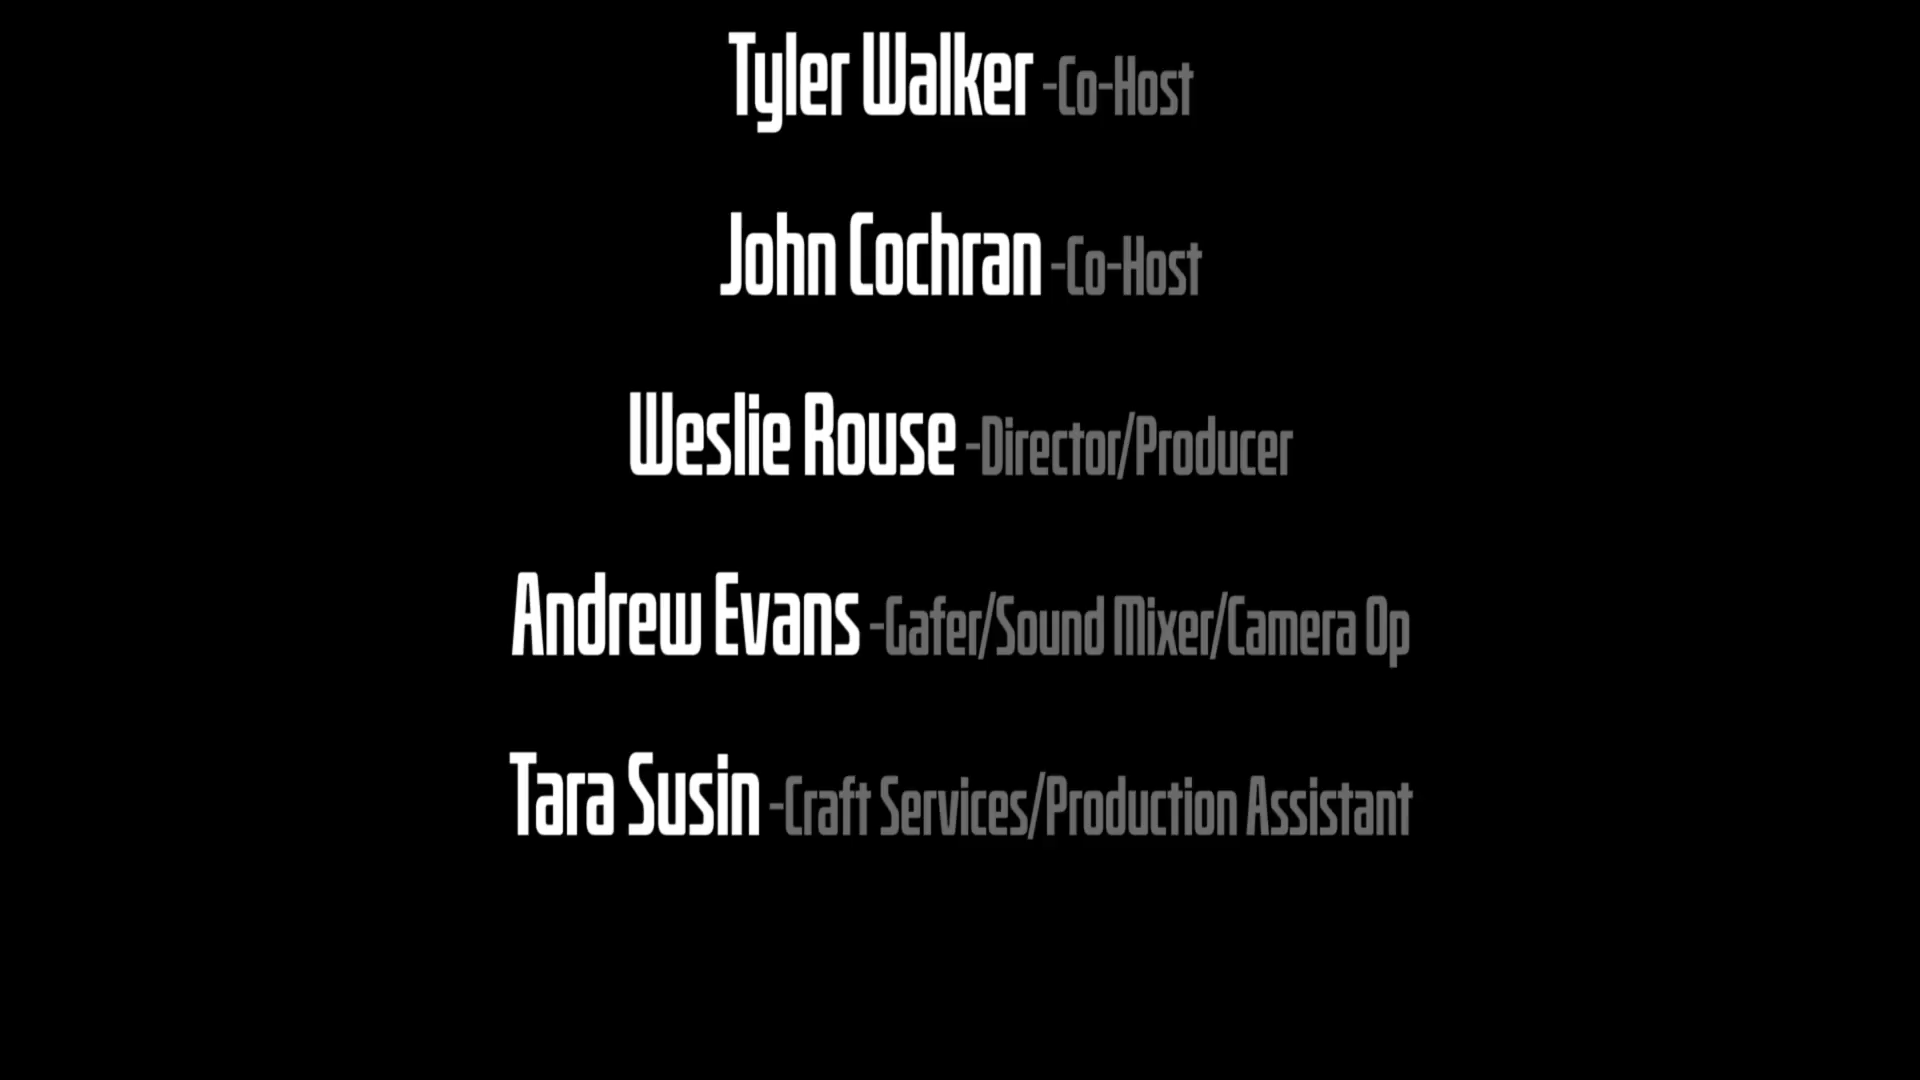 Tyler Walker -Co-Host
John Cochran -Co-Host
Weslie Rouse -Director/Producer
Andrew Evans -Gafer/Sound Mixer/Camera Op
Tara Susin -Craft Services/Production Assistant